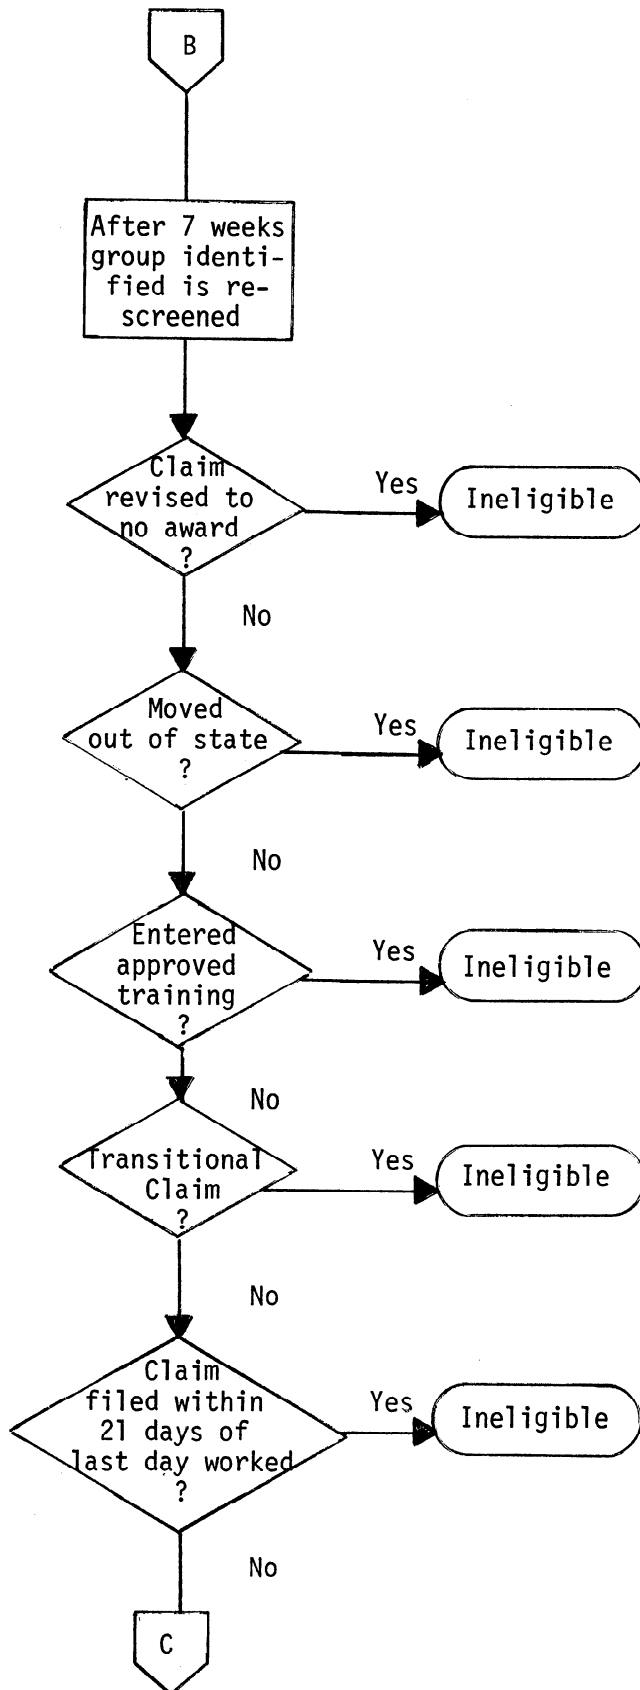 B
After 7 weeks
group identi-
fied is re-
screened
Claim
revised to
no award
?
Yes
Ineligible
No
Moved
out of state
?
Yes
Ineligible
No
Entered
approved
training
?
Yes
Ineligible
No
Transitional
Claim
?
Yes
Ineligible
No
Claim
filed within
21 days of
last day worked
?
Yes
Ineligible
No
C